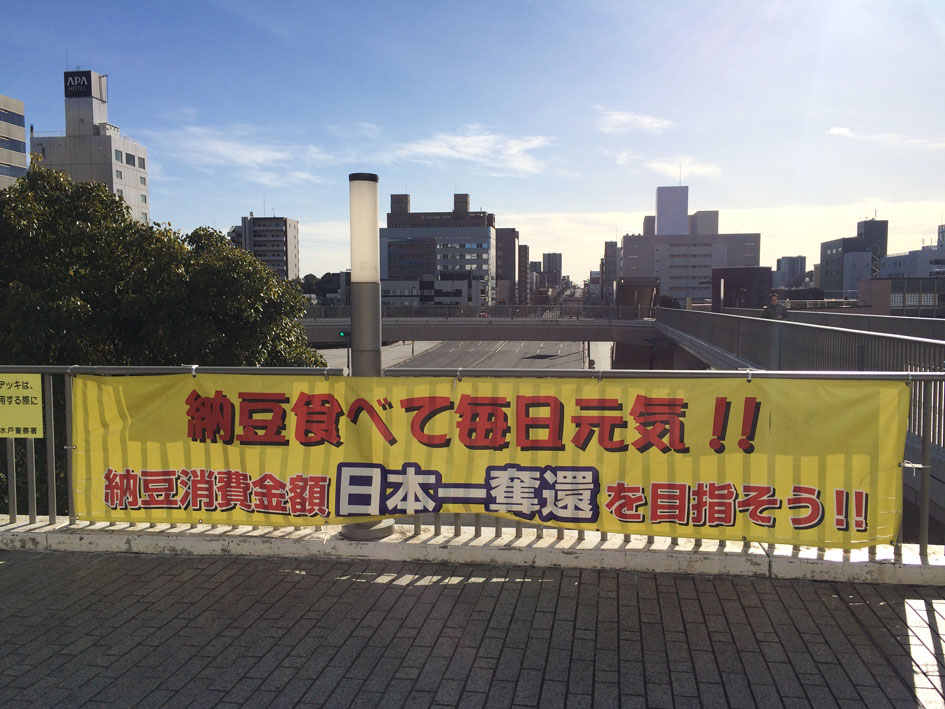 APA
HOTEL
デッキは、
用する際に
水戸警察署
納豆食べて毎日元気!!
納豆消費金額日本一奪還を目指そう!!